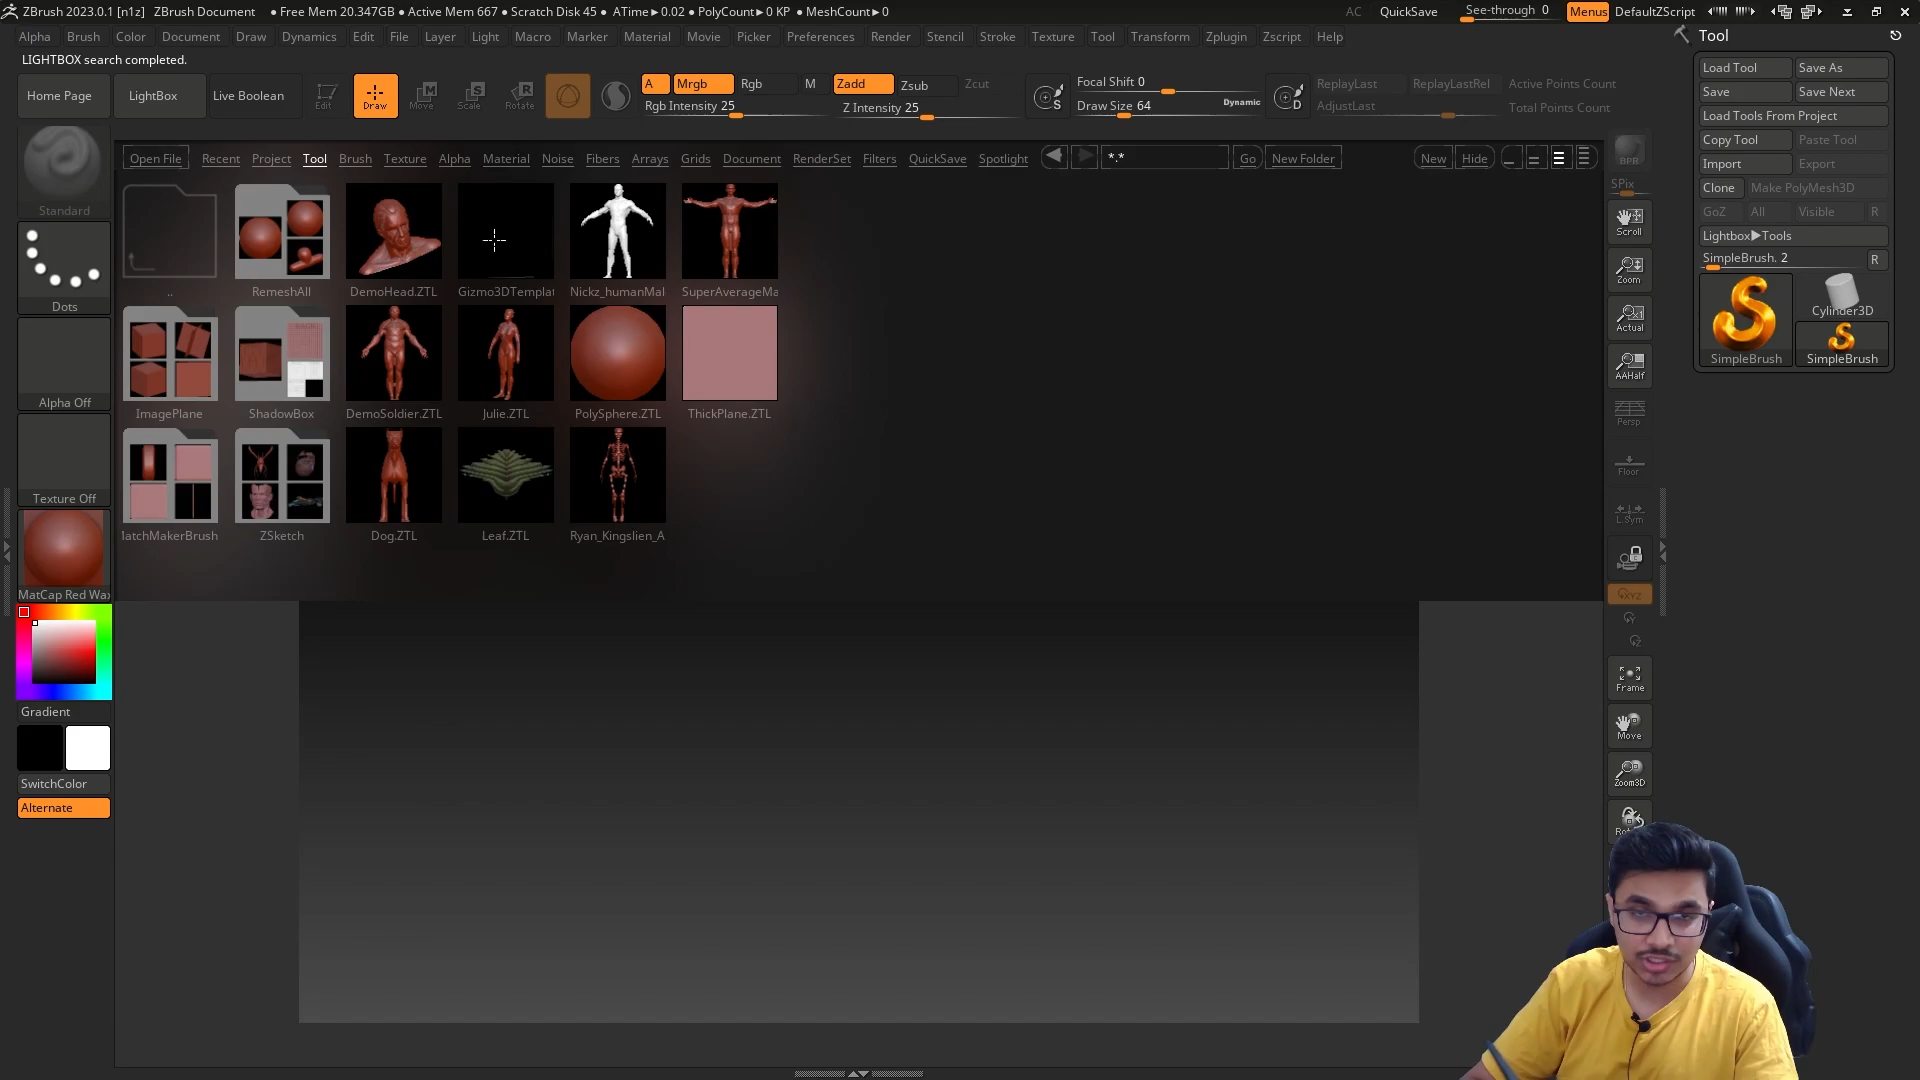 ZBrush 2023.0.1 [n1z] ZBrush Document ● Free Mem 20.347GB ● Active Mem 667 ● Scratch Disk 45 ● ATime►0.02 ● PolyCount►0 KP ● MeshCount►0 AC QuickSave See-through 0 Menus DefaultZScript
Alpha Brush Color Document Draw Dynamics Edit File Layer Light Macro Marker Material Movie Picker Preferences Render Stencil Stroke Texture Tool Transform Zplugin Zscript Help
Tool
LIGHTBOX search completed.
Home Page LightBox Live Boolean Edit Draw Move Scale Rotate
A Mrgb Rgb M Zadd Zsub Zcut
Rgb Intensity 25 Z Intensity 25
S Focal Shift 0
Draw Size 64 Dynamic D
ReplayLast ReplayLastRel Active Points Count
AdjustLast Total Points Count
Load Tool Save As
Save Save Next
Load Tools From Project
Copy Tool Paste Tool
Import Export
Clone Make PolyMesh3D
GoZ All Visible R
Lightbox►Tools
SimpleBrush. 2 R
Cylinder3D
SimpleBrush SimpleBrush
Open File Recent Project Tool Brush Texture Alpha Material Noise Fibers Arrays Grids Document RenderSet Filters QuickSave Spotlight *.* Go New Folder New Hide
.. RemeshAll DemoHead.ZTL Gizmo3DTemplat Nickz_humanMal SuperAverageMa
ImagePlane ShadowBox DemoSoldier.ZTL Julie.ZTL PolySphere.ZTL ThickPlane.ZTL
MatchMakerBrush ZSketch Dog.ZTL Leaf.ZTL Ryan_Kingslien_A
Standard
Dots
Alpha Off
Texture Off
MatCap Red Wax
Gradient
SwitchColor
Alternate
BPR
SPix
Scroll
Zoom
Actual
AAHalf
Persp
Floor
L.Sym
XYZ
Frame
Move
Zoom3D